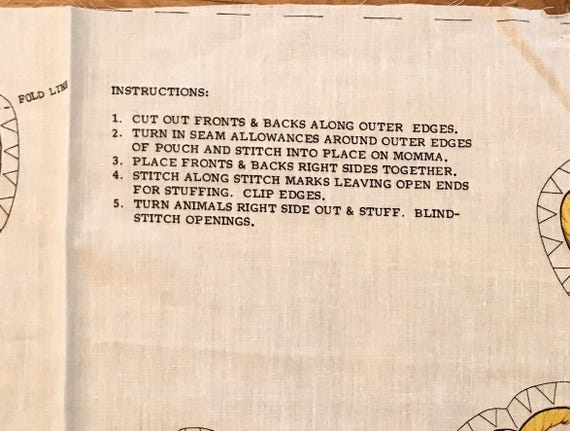 FOLD LINE
INSTRUCTIONS:
1. CUT OUT FRONTS & BACKS ALONG OUTER EDGES.
2. TURN IN SEAM ALLOWANCES AROUND OUTER EDGES
OF POUCH AND STITCH INTO PLACE ON MOMMA.
3. PLACE FRONTS & BACKS RIGHT SIDES TOGETHER.
4. STITCH ALONG STITCH MARKS LEAVING OPEN ENDS
FOR STUFFING. CLIP EDGES.
5. TURN ANIMALS RIGHT SIDE OUT & STUFF. BLIND-
STITCH OPENINGS.